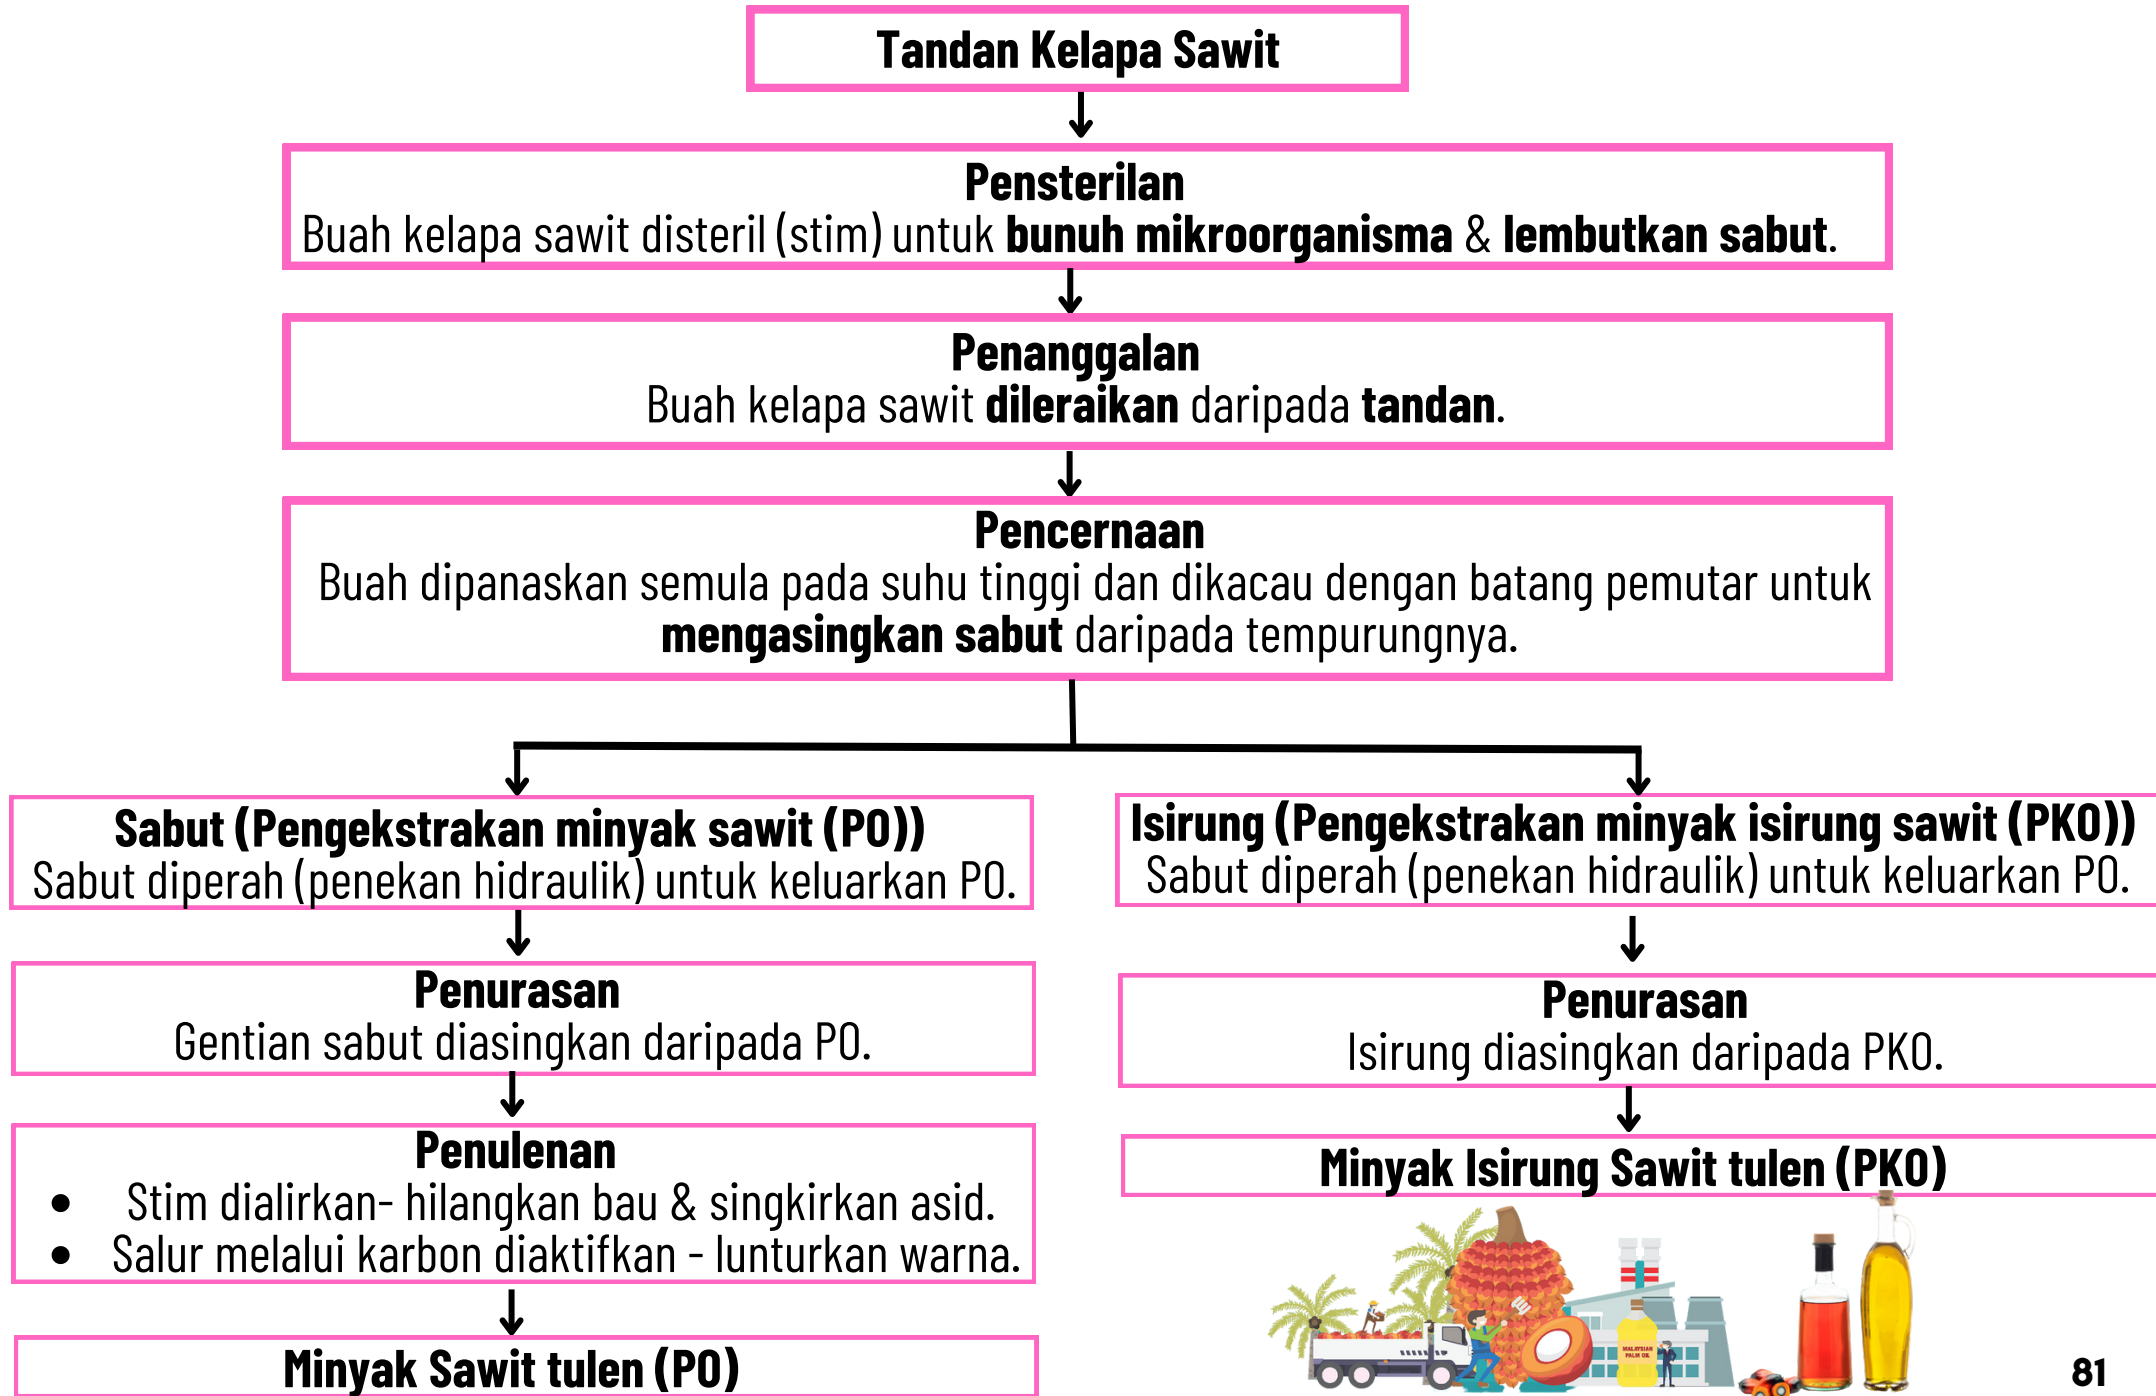 Tandan Kelapa Sawit
Pensterilan
Buah kelapa sawit disteril (stim) untuk bunuh mikroorganisma & lembutkan sabut.
Penanggalan
Buah kelapa sawit dileraikan daripada tandan.
Pencernaan
Buah dipanaskan semula pada suhu tinggi dan dikacau dengan batang pemutar untuk
mengasingkan sabut daripada tempurungnya.
Sabut (Pengekstrakan minyak sawit (PO))
Sabut diperah (penekan hidraulik) untuk keluarkan PO.
Penurasan
Gentian sabut diasingkan daripada PO.
Penulenan
• Stim dialirkan- hilangkan bau & singkirkan asid.
• Salur melalui karbon diaktifkan - lunturkan warna.
Minyak Sawit tulen (PO)
Isirung (Pengekstrakan minyak isirung sawit (PKO))
Sabut diperah (penekan hidraulik) untuk keluarkan PO.
Penurasan
Isirung diasingkan daripada PKO.
Minyak Isirung Sawit tulen (PKO)
MALAYSIAN
PALM OIL
81